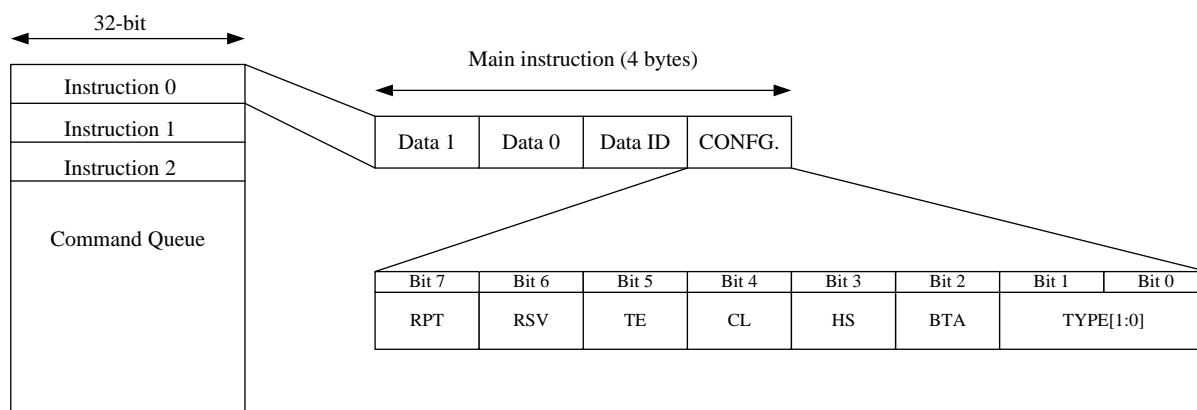 32-bit
Instruction 0
Instruction 1
Instruction 2
Command Queue
Main instruction (4 bytes)
Data 1 Data 0 Data ID CONFG.
Bit 7 Bit 6 Bit 5 Bit 4 Bit 3 Bit 2 Bit 1 Bit 0
RPT RSV TE CL HS BTA TYPE[1:0]